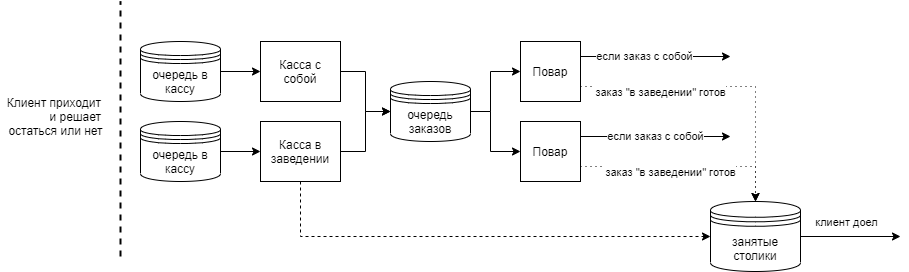 Клиент приходит
и решает
остаться или нет
очередь в
кассу
Касса с
собой
очередь в
кассу
Касса в
заведении
очередь
заказов
Повар
если заказ с собой
заказ "в заведении" готов
Повар
если заказ с собой
заказ "в заведении" готов
занятые
столики
клиент доел